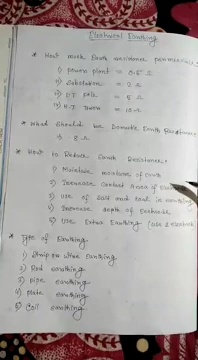 Electrical Earthing
* How much Earth resistance permissible
1) power plant = 0.5 Ω
2) Substation = 2 Ω
3) L.T. pole = 5 Ω
4) H.T. Tower = 10 Ω
* What should be Domestic Earth Resistance
1) 8 Ω
* How to Reduce Earth Resistance.
1) Maintain moisture of Earth
2) Increase contact Area of
3) use of salt and coal in earthing
4) Increase depth of Electrode
5) Use Extra Earthing
* Type of Earthing
1) Strip or wire Earthing
2) Rod earthing
3) pipe earthing
4) plate earthing
5) Coil earthing